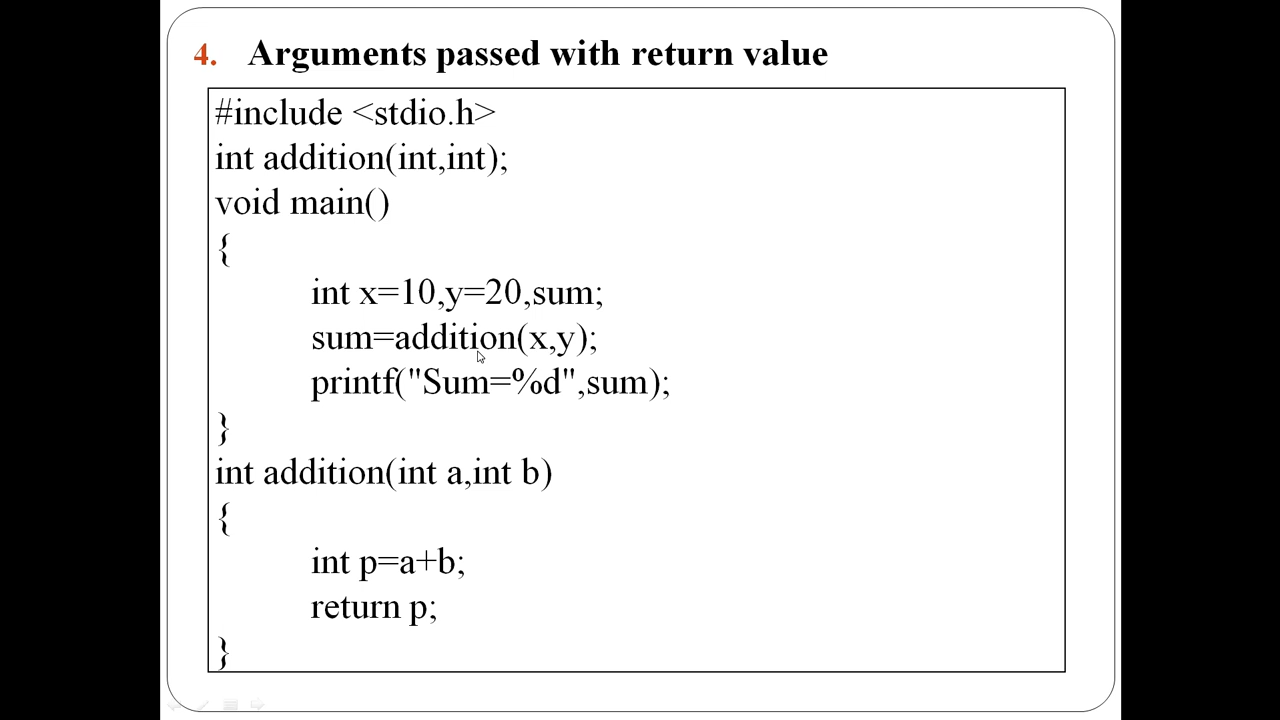 4. Arguments passed with return value
#include <stdio.h>
int addition(int,int);
void main()
{
int x=10,y=20,sum;
sum=addition(x,y);
printf("Sum=%d",sum);
}
int addition(int a,int b)
{
int p=a+b;
return p;
}